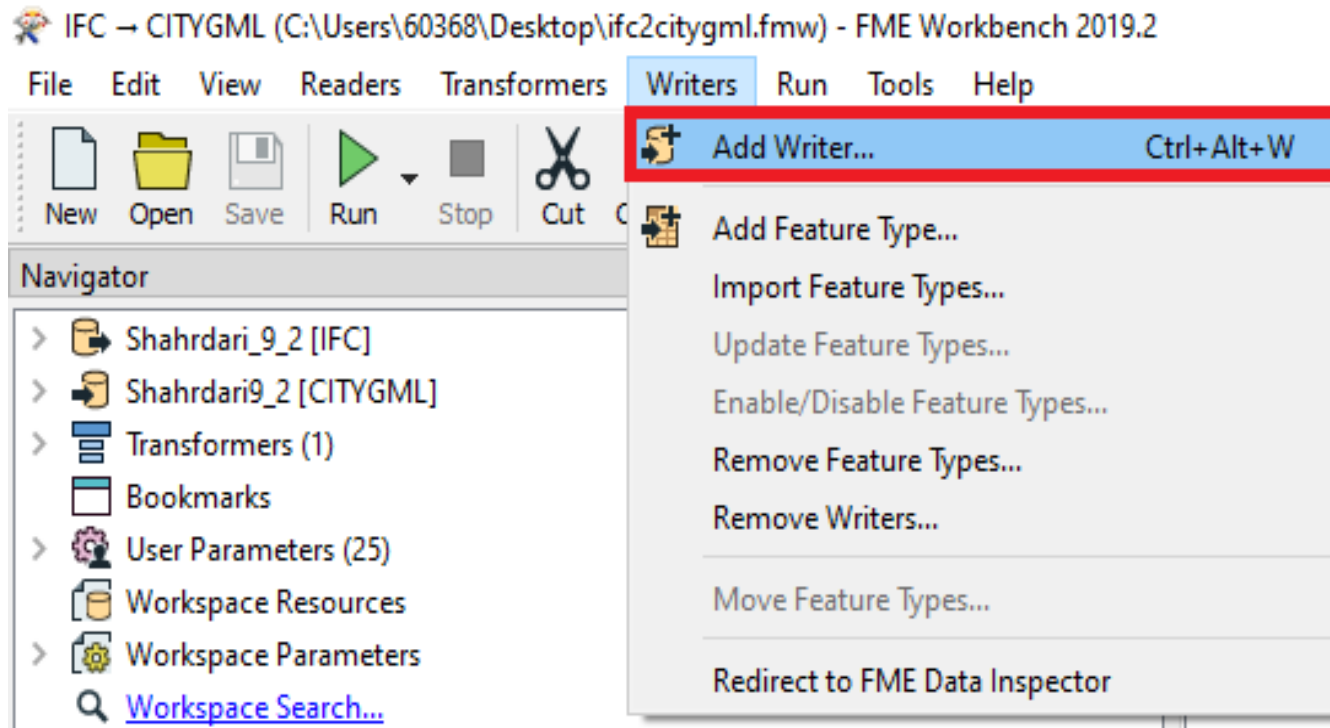 IFC → CITYGML (C:\Users\60368\Desktop\ifc2citygml.fmw) - FME Workbench 2019.2
File Edit View Readers Transformers Writers Run Tools Help
New Open Save Run Stop Cut
Add Writer... Ctrl+Alt+W
Add Feature Type...
Import Feature Types...
Update Feature Types...
Enable/Disable Feature Types...
Remove Feature Types...
Remove Writers...
Move Feature Types...
Redirect to FME Data Inspector
Navigator
Shahrdari_9_2 [IFC]
Shahrdari9_2 [CITYGML]
Transformers (1)
Bookmarks
User Parameters (25)
Workspace Resources
Workspace Parameters
Workspace Search...